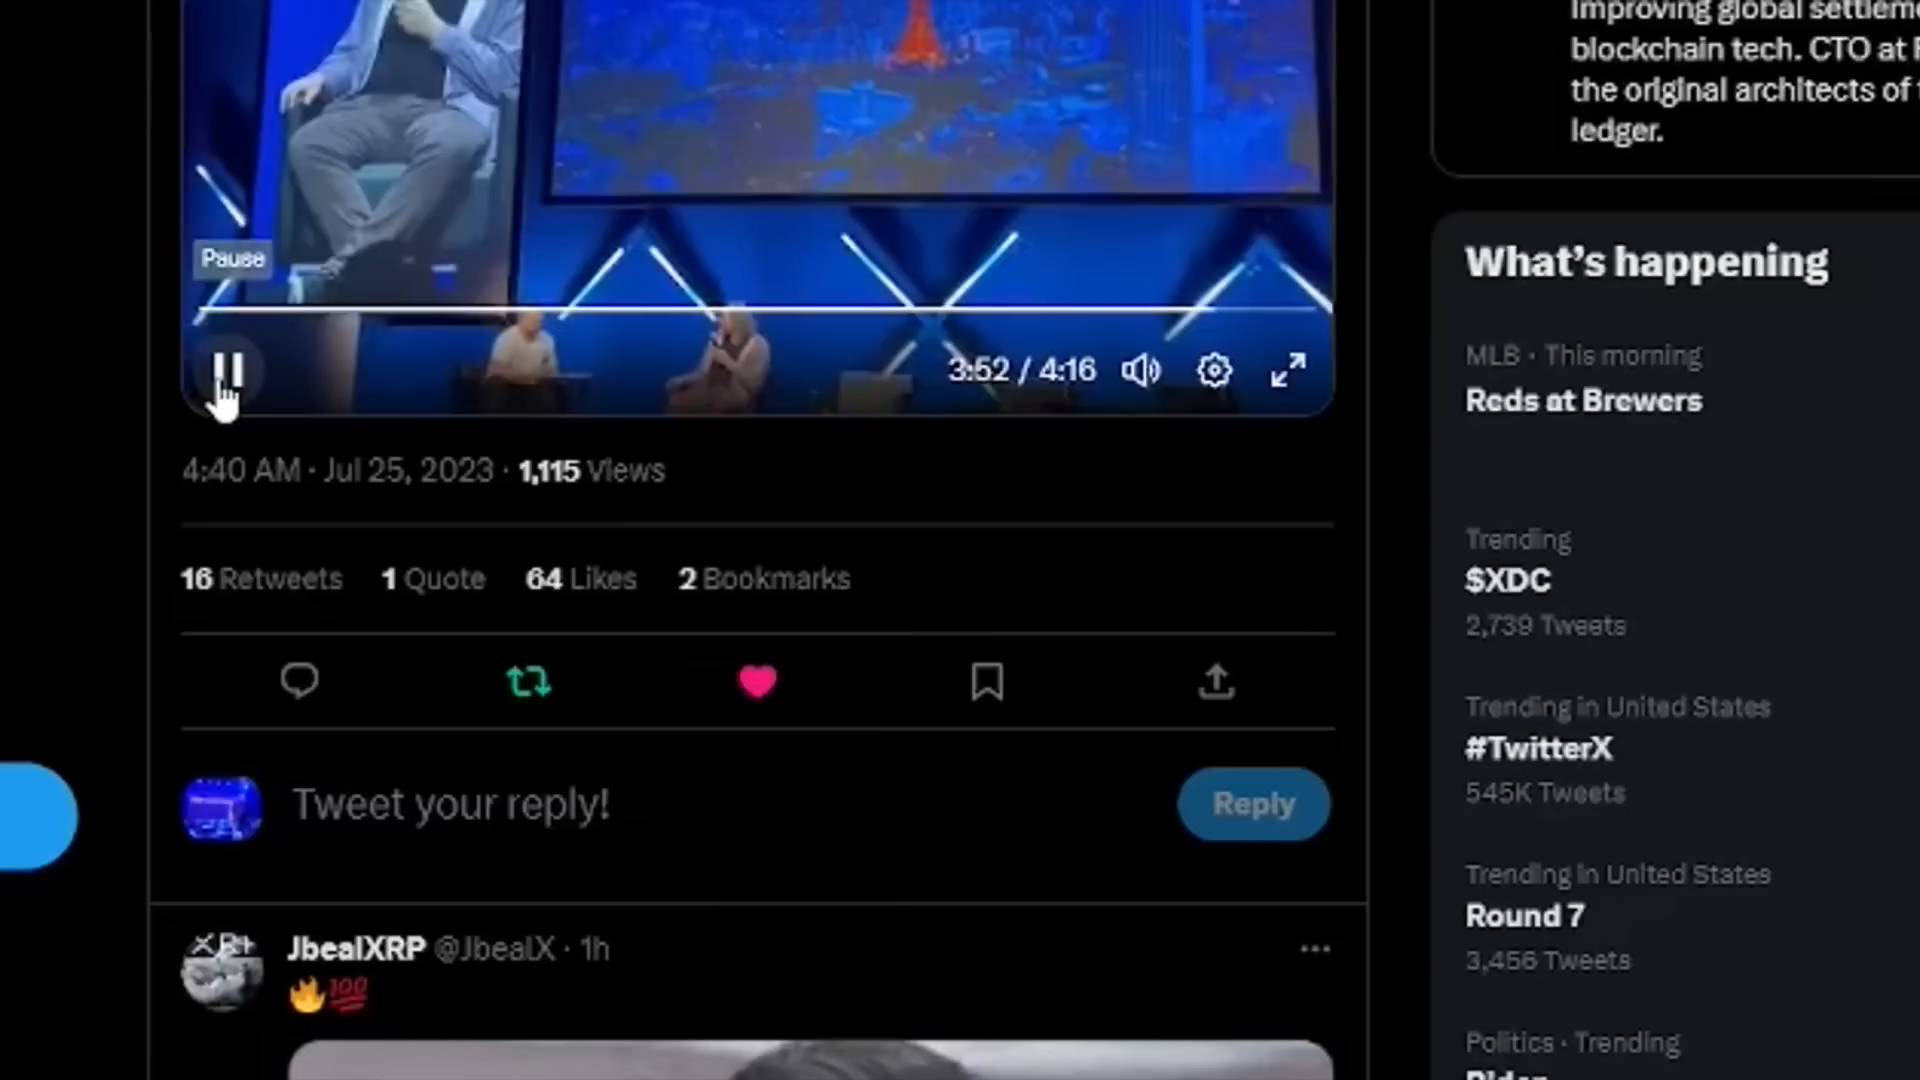 Improving global settleme
blockchain tech. CTO at
the original architects of
ledger.
Pause
3:52 / 4:16
What's happening
MLB · This morning
Reds at Brewers
4:40 AM · Jul 25, 2023 · 1,115 Views
Trending
$XDC
2,739 Tweets
16 Retweets 1 Quote 64 Likes 2 Bookmarks
Trending in United States
#TwitterX
545K Tweets
Tweet your reply!
Reply
Trending in United States
Round 7
3,456 Tweets
JbealXRP @JbealX · 1h
🔥💯
Politics · Trending